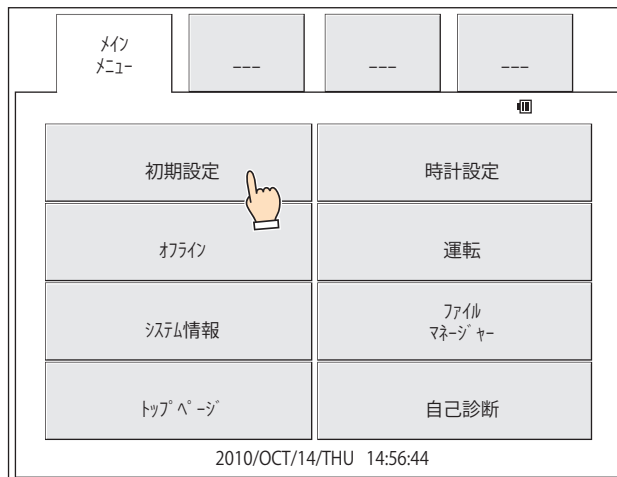 ﾒｲﾝ
ﾒﾆｭｰ
---
---
---
初期設定
時計設定
ｵﾌﾗｲﾝ
運転
ｼｽﾃﾑ情報
ﾌｧｲﾙ
ﾏﾈｰｼﾞｬｰ
ﾄｯﾌﾟﾍﾟｰｼﾞ
自己診断
2010/OCT/14/THU 14:56:44